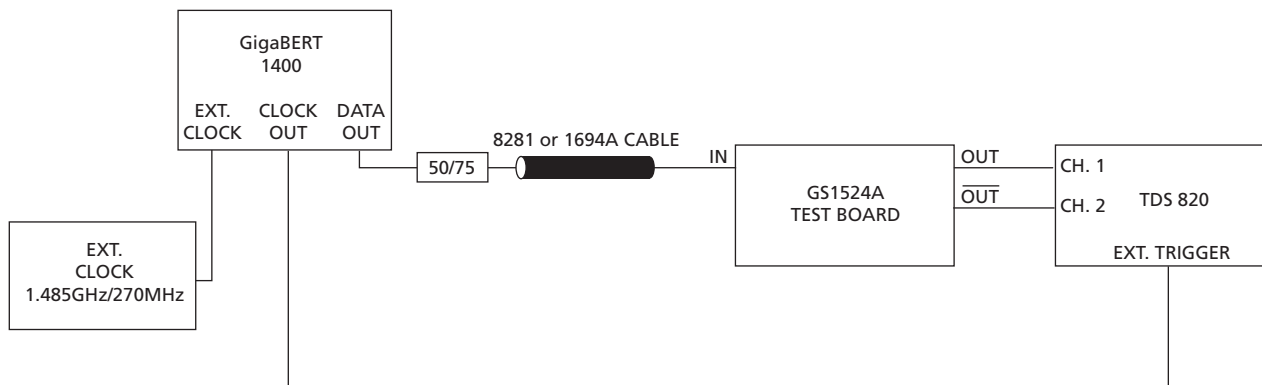 GigaBERT
1400
EXT.
CLOCK
CLOCK
OUT
DATA
OUT
8281 or 1694A CABLE
50/75
IN
GS1524A
TEST BOARD
OUT
OUT
CH. 1
CH. 2
TDS 820
EXT. TRIGGER
EXT.
CLOCK
1.485GHz/270MHz